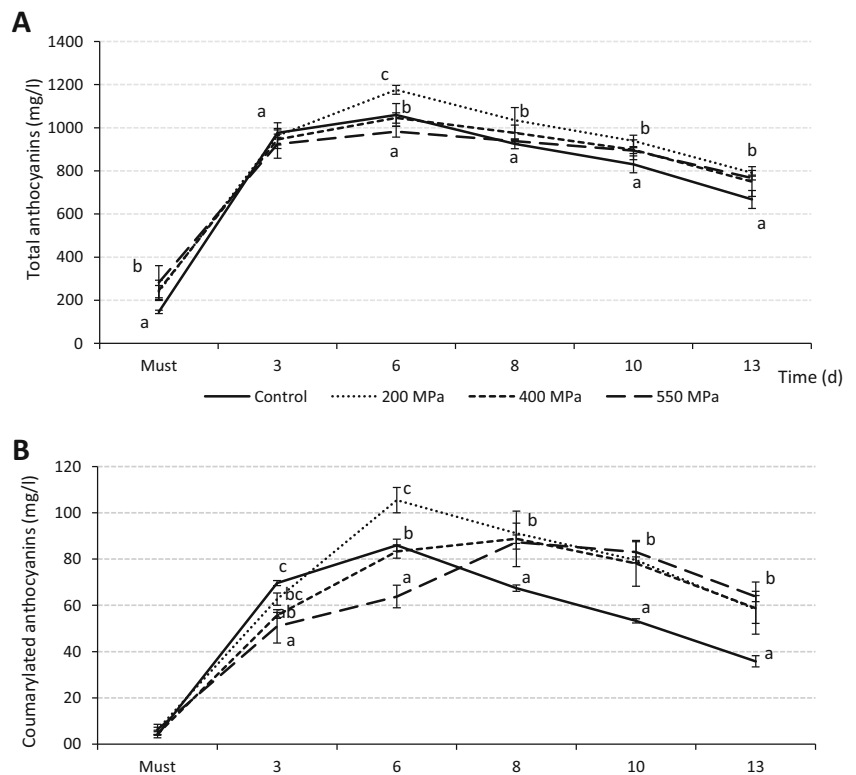 A
Total anthocyanins (mg/l)
1400
1200
1000
800
600
400
200
0
b
a
a
c
b
a
b
a
b
a
b
a
Must 3 6 8 10 13
Time (d)
Control 200 MPa 400 MPa 550 MPa
B
Coumarylated anthocyanins (mg/l)
120
100
80
60
40
20
00
c
bc
ab
a
c
b
a
b
a
b
a
b
a
Must 3 6 8 10 13